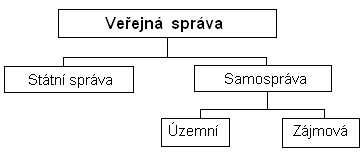 Veřejná správa
Státní správa
Samospráva
Územní
Zájmová